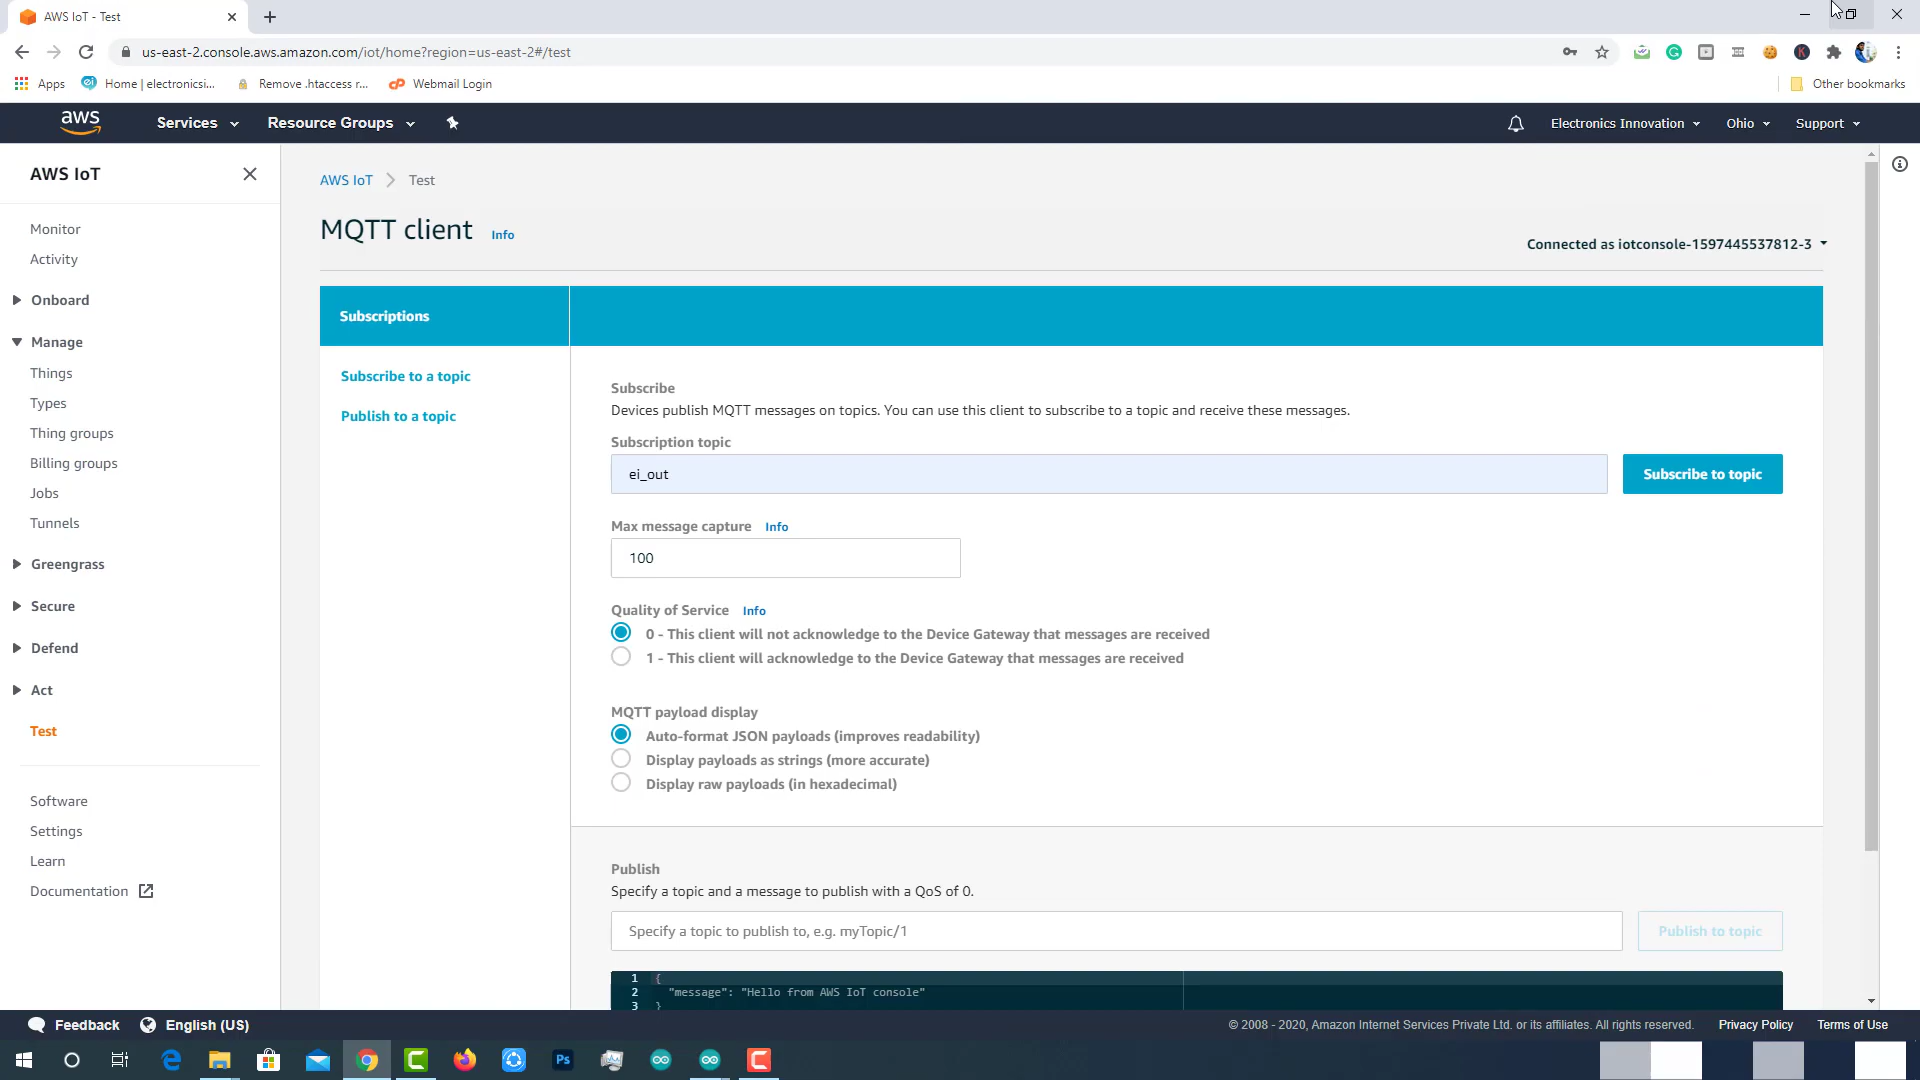 AWS IoT - Test
us-east-2.console.aws.amazon.com/iot/home?region=us-east-2#/test
Apps
Home | electronicsi...
Remove .htaccess r...
Webmail Login
Other bookmarks
aws
Services
Resource Groups
Electronics Innovation
Ohio
Support
AWS IoT
Monitor
Activity
Onboard
Manage
Things
Types
Thing groups
Billing groups
Jobs
Tunnels
Greengrass
Secure
Defend
Act
Test
Software
Settings
Learn
Documentation
AWS IoT
Test
MQTT client
Info
Connected as iotconsole-1597445537812-3
Subscriptions
Subscribe to a topic
Publish to a topic
Subscribe
Devices publish MQTT messages on topics. You can use this client to subscribe to a topic and receive these messages.
Subscription topic
ei_out
Subscribe to topic
Max message capture
Info
100
Quality of Service
Info
0 - This client will not acknowledge to the Device Gateway that messages are received
1 - This client will acknowledge to the Device Gateway that messages are received
MQTT payload display
Auto-format JSON payloads (improves readability)
Display payloads as strings (more accurate)
Display raw payloads (in hexadecimal)
Publish
Specify a topic and a message to publish with a QoS of 0.
Specify a topic to publish to, e.g. myTopic/1
Publish to topic
1 {
2 "message": "Hello from AWS IoT console"
3 }
Feedback
English (US)
© 2008 - 2020, Amazon Internet Services Private Ltd. or its affiliates. All rights reserved.
Privacy Policy
Terms of Use
Ps